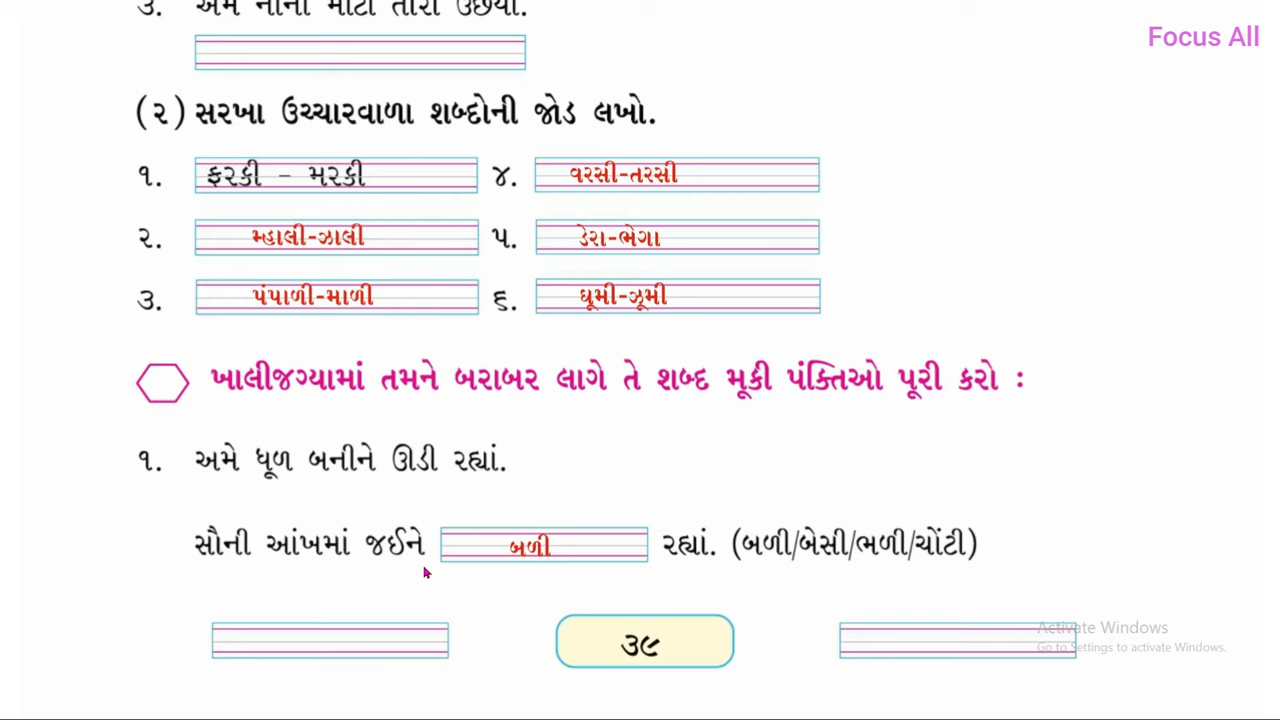 ૩. અમે નાના મોટા તારા ઉછર્યા.
Focus All
(૨) સરખા ઉચ્ચારવાળા શબ્દોની જોડ લખો.
૧. ફરકી - મરકી ૪. વરસી-તરસી
૨. મ્હાલી-ઝાલી ૫. ડેરા-ભેગા
૩. પંપાળી-માળી ૬. ઘૂમી-ઝૂમી
ખાલીજગ્યામાં તમને બરાબર લાગે તે શબ્દ મૂકી પંક્તિઓ પૂરી કરો :
૧. અમે ધૂળ બનીને ઊડી રહ્યાં.
સૌની આંખમાં જઈને બળી રહ્યાં. (બળી/બેસી/ભળી/ચોંટી)
૩૯
Activate Windows
Go to Settings to activate Windows.